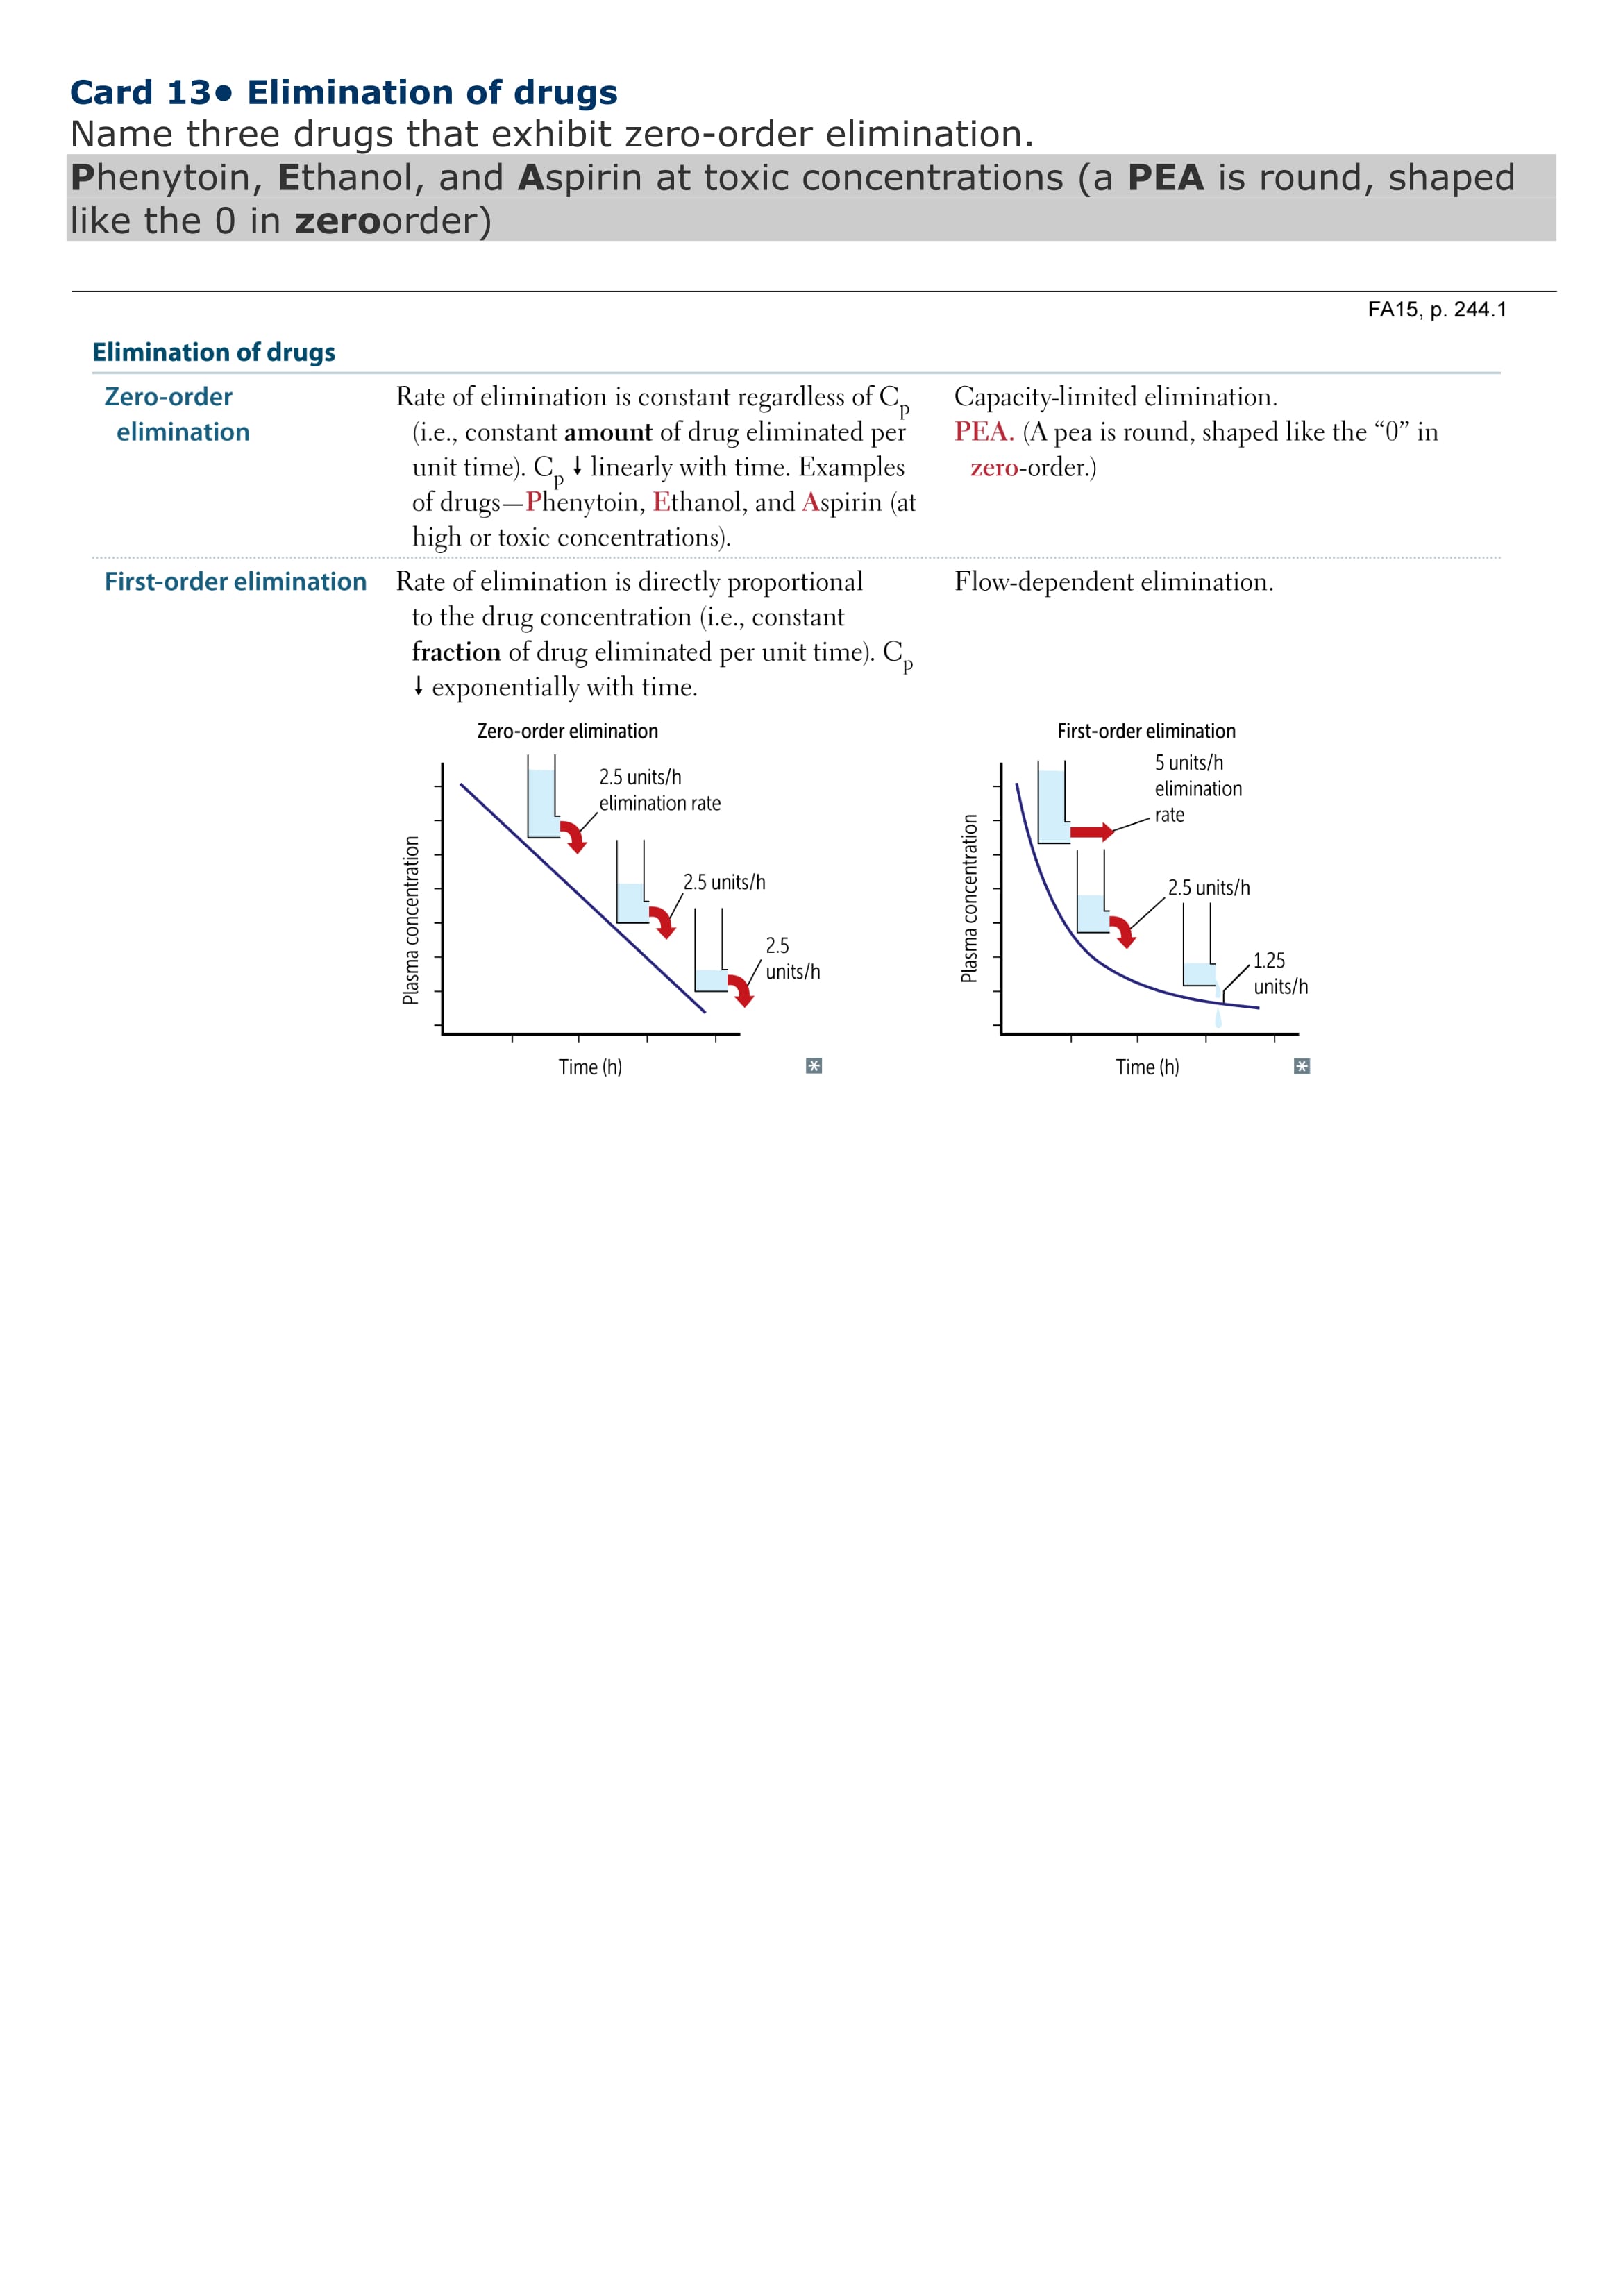 Card 13● Elimination of drugs
Name three drugs that exhibit zero-order elimination.
Phenytoin, Ethanol, and Aspirin at toxic concentrations (a PEA is round, shaped
like the 0 in zeroorder)
FA15, p. 244.1
Elimination of drugs
Zero-order
elimination
Rate of elimination is constant regardless of Cp
(i.e., constant amount of drug eliminated per
unit time). Cp ↓ linearly with time. Examples
of drugs—Phenytoin, Ethanol, and Aspirin (at
high or toxic concentrations).
Capacity-limited elimination.
PEA. (A pea is round, shaped like the “0” in
zero-order.)
First-order elimination
Rate of elimination is directly proportional
to the drug concentration (i.e., constant
fraction of drug eliminated per unit time). Cp
↓ exponentially with time.
Flow-dependent elimination.
Zero-order elimination
2.5 units/h
elimination rate
2.5 units/h
2.5
units/h
Plasma concentration
Time (h)
First-order elimination
5 units/h
elimination
rate
2.5 units/h
1.25
units/h
Plasma concentration
Time (h)